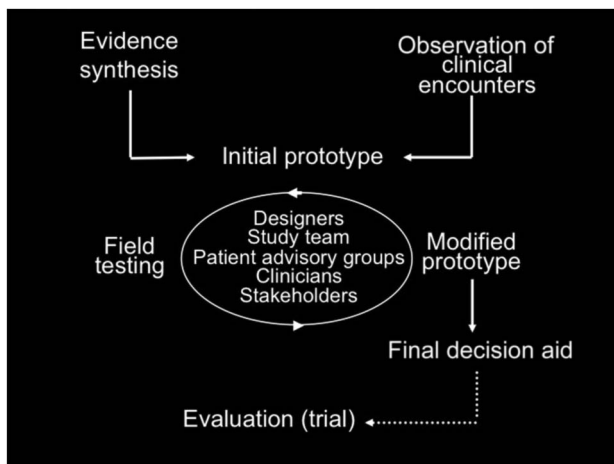 Evidence
synthesis
Observation of
clinical
encounters
Initial prototype
Designers
Study team
Patient advisory groups
Clinicians
Stakeholders
Field
testing
Modified
prototype
Final decision aid
Evaluation (trial)